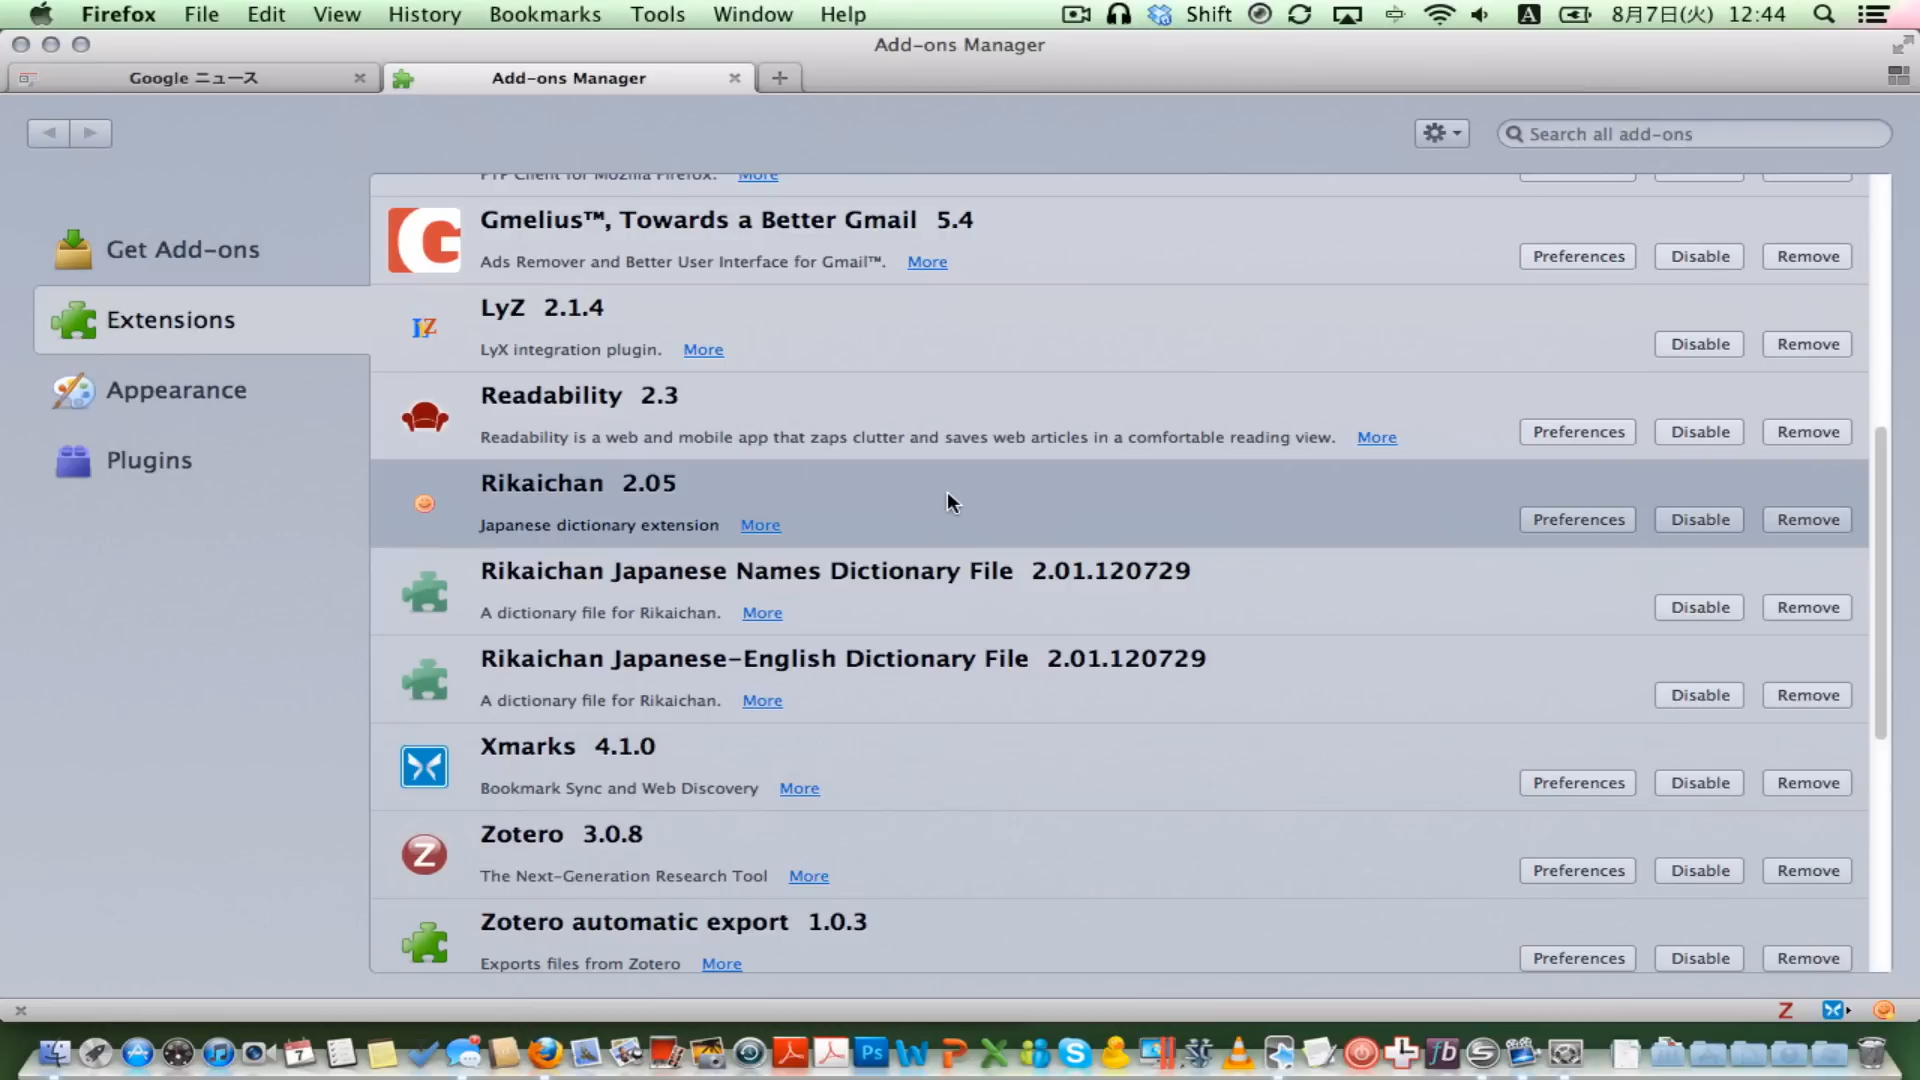 Firefox File Edit View History Bookmarks Tools Window Help Shift A 8月7日(火) 12:44
Add-ons Manager
Google ニュース Add-ons Manager
Search all add-ons
Get Add-ons
Extensions
Appearance
Plugins
FTP Client for Mozilla Firefox. More
Gmelius™, Towards a Better Gmail 5.4
Ads Remover and Better User Interface for Gmail™. More Preferences Disable Remove
LyZ 2.1.4
LyX integration plugin. More Disable Remove
Readability 2.3
Readability is a web and mobile app that zaps clutter and saves web articles in a comfortable reading view. More Preferences Disable Remove
Rikaichan 2.05
Japanese dictionary extension More Preferences Disable Remove
Rikaichan Japanese Names Dictionary File 2.01.120729
A dictionary file for Rikaichan. More Disable Remove
Rikaichan Japanese-English Dictionary File 2.01.120729
A dictionary file for Rikaichan. More Disable Remove
Xmarks 4.1.0
Bookmark Sync and Web Discovery More Preferences Disable Remove
Zotero 3.0.8
The Next-Generation Research Tool More Preferences Disable Remove
Zotero automatic export 1.0.3
Exports files from Zotero More Preferences Disable Remove